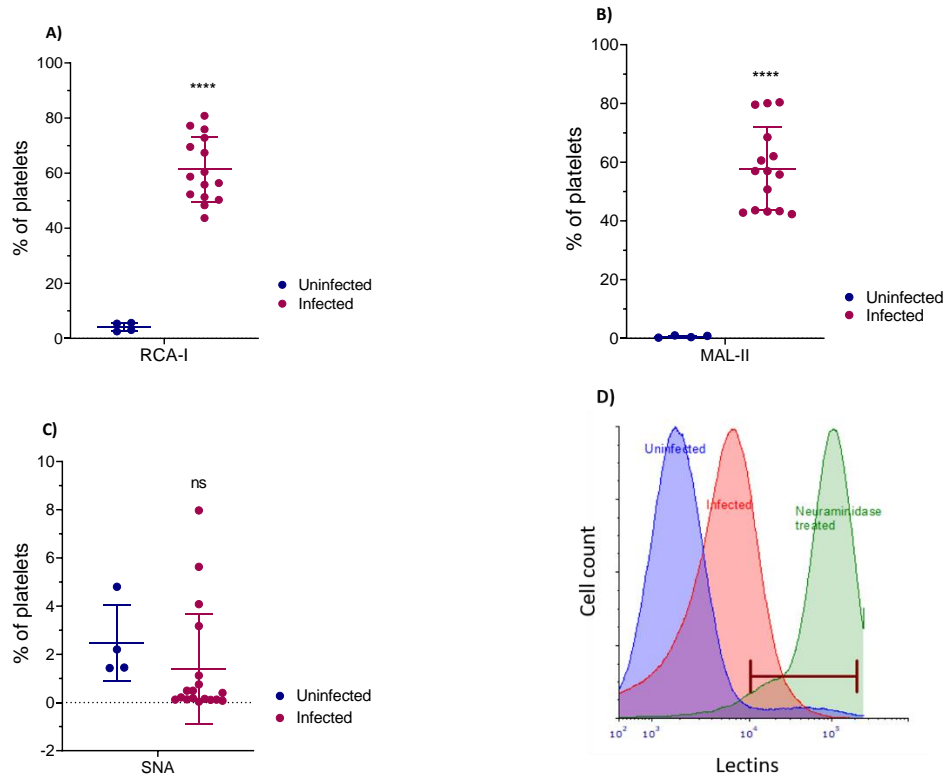 A)
100
80
60
40
20
0
% of platelets
****
RCA-I
Uninfected
Infected
B)
100
80
60
40
20
0
% of platelets
****
MAL-II
Uninfected
Infected
C)
10
8
6
4
2
0
-2
% of platelets
ns
SNA
Uninfected
Infected
D)
Cell count
Uninfected
Infected
Neuraminidase
treated
10² 10³ 10⁴ 10⁵
Lectins